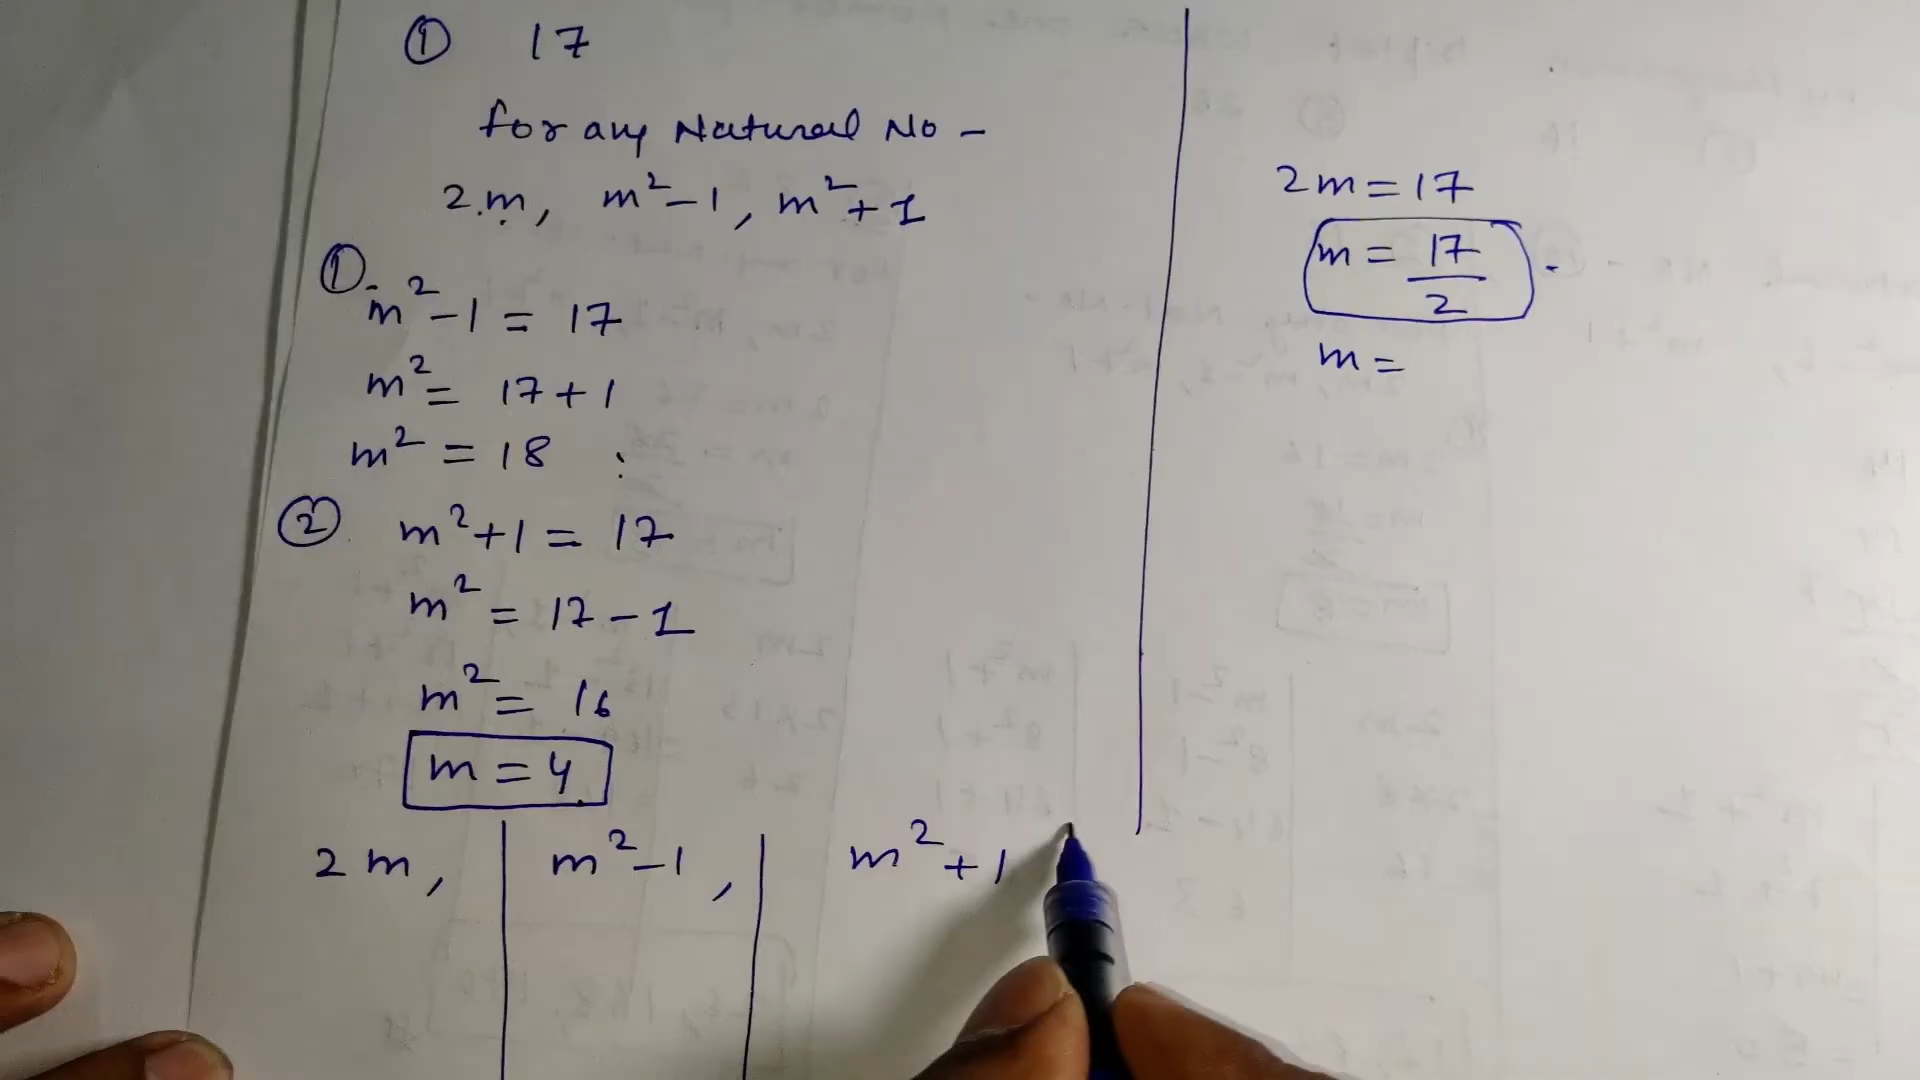 ① 17
for any Natural No -
2.m, m²-1, m²+1
①. m²-1 = 17
m² = 17+1
m² = 18
② m²+1 = 17
m² = 17-1
m² = 16
m = 4
2m, m²-1, m²+1
2m = 17
m = 17/2
m =